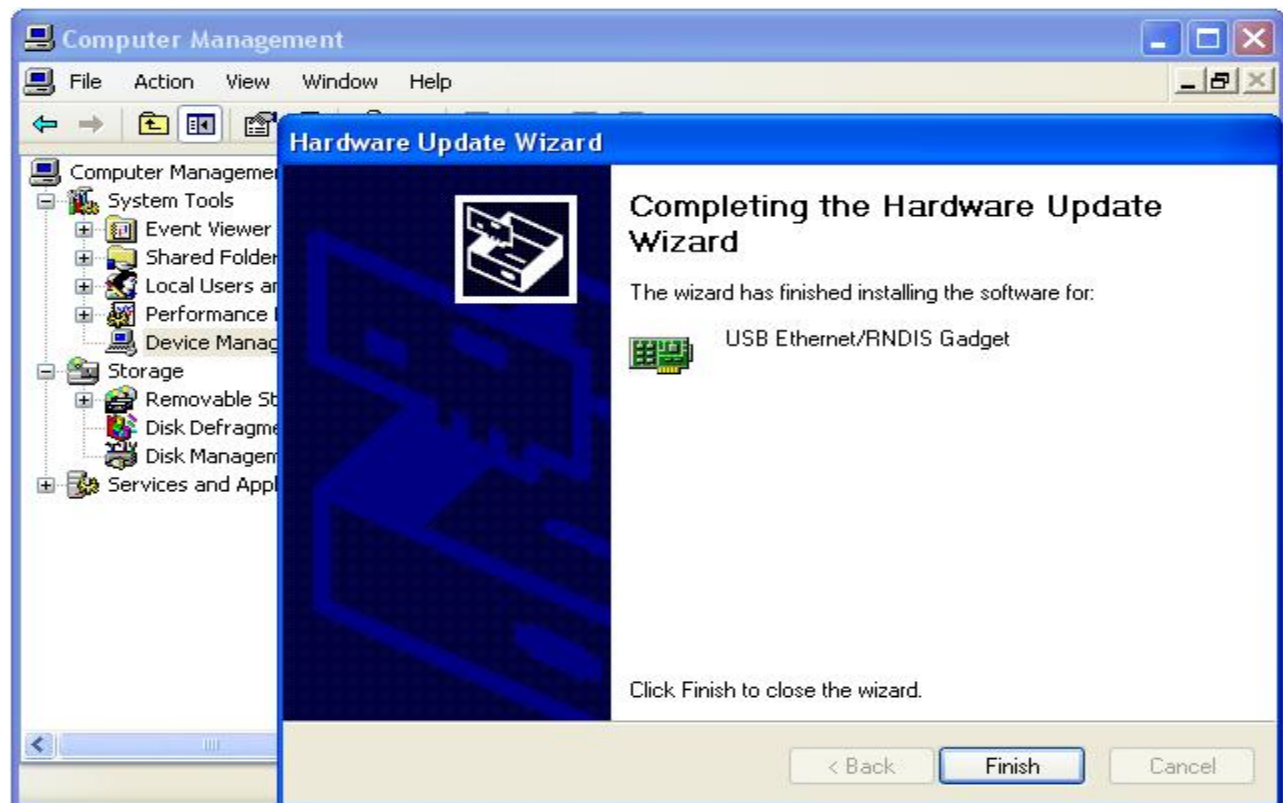 Computer Management
File Action View Window Help
Hardware Update Wizard
Computer Manageme
System Tools
Event Viewer
Shared Folder
Local Users ar
Performance
Device Manag
Storage
Removable St
Disk Defragme
Disk Managem
Services and Appl
Completing the Hardware Update
Wizard
The wizard has finished installing the software for:
USB Ethernet/RNDIS Gadget
Click Finish to close the wizard.
< Back Finish Cancel